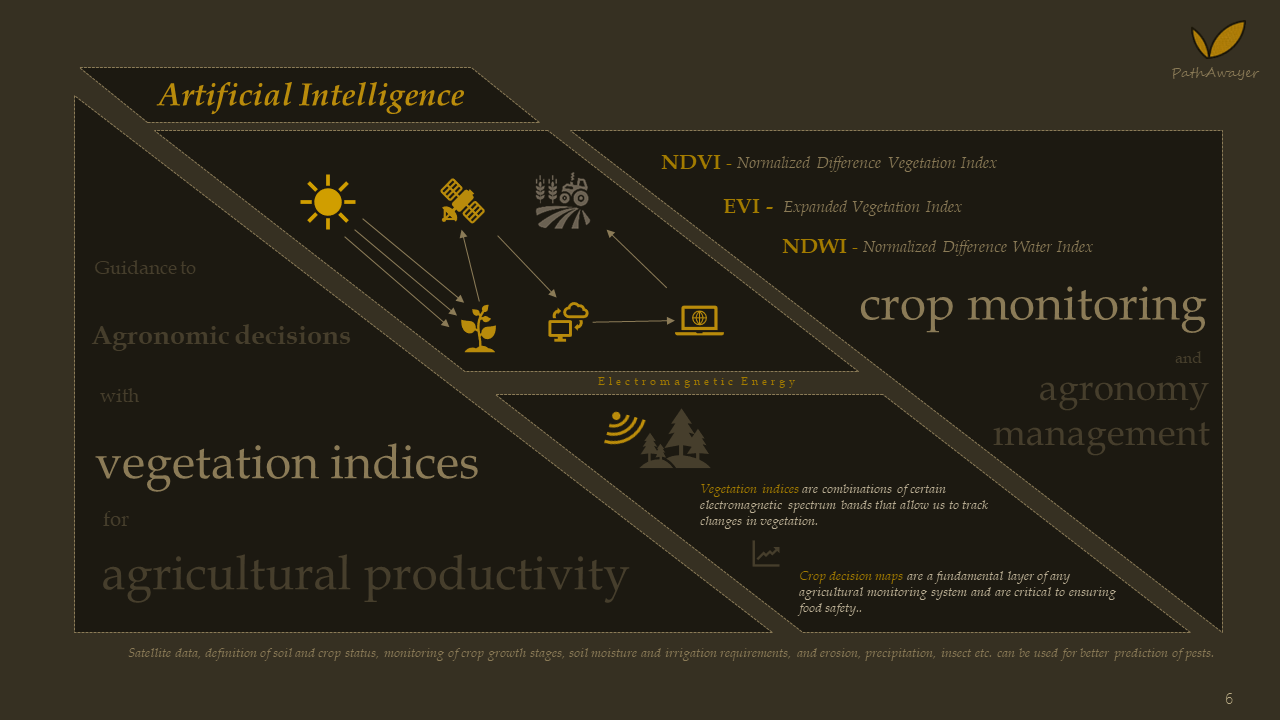 PathAwayer
Artificial Intelligence
NDVI - Normalized Difference Vegetation Index
EVI - Expanded Vegetation Index
NDWI - Normalized Difference Water Index
Guidance to
Agronomic decisions
with
vegetation indices
for
agricultural productivity
crop monitoring
and
agronomy
management
Electromagnetic Energy
Vegetation indices are combinations of certain
electromagnetic spectrum bands that allow us to track
changes in vegetation.
Crop decision maps are a fundamental layer of any
agricultural monitoring system and are critical to ensuring
food safety..
Satellite data, definition of soil and crop status, monitoring of crop growth stages, soil moisture and irrigation requirements, and erosion, precipitation, insect etc. can be used for better prediction of pests.
6